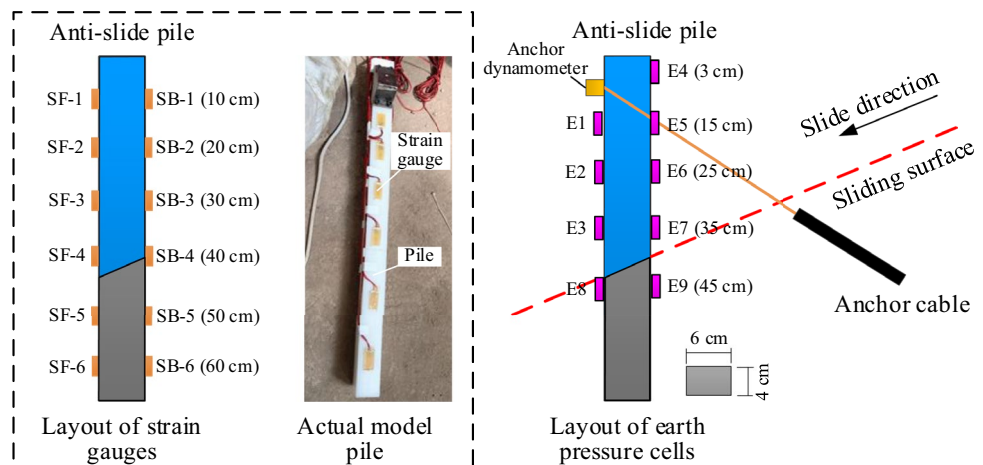 Anti-slide pile
SF-1
SB-1 (10 cm)
SF-2
SB-2 (20 cm)
SF-3
SB-3 (30 cm)
SF-4
SB-4 (40 cm)
SF-5
SB-5 (50 cm)
SF-6
SB-6 (60 cm)
Layout of strain
gauges
Strain
gauge
Pile
Actual model
pile
Anti-slide pile
Anchor
dynamometer
E4 (3 cm)
E1
E5 (15 cm)
E2
E6 (25 cm)
E3
E7 (35 cm)
E8
E9 (45 cm)
Slide direction
Sliding surface
Anchor cable
6 cm
4 cm
Layout of earth
pressure cells